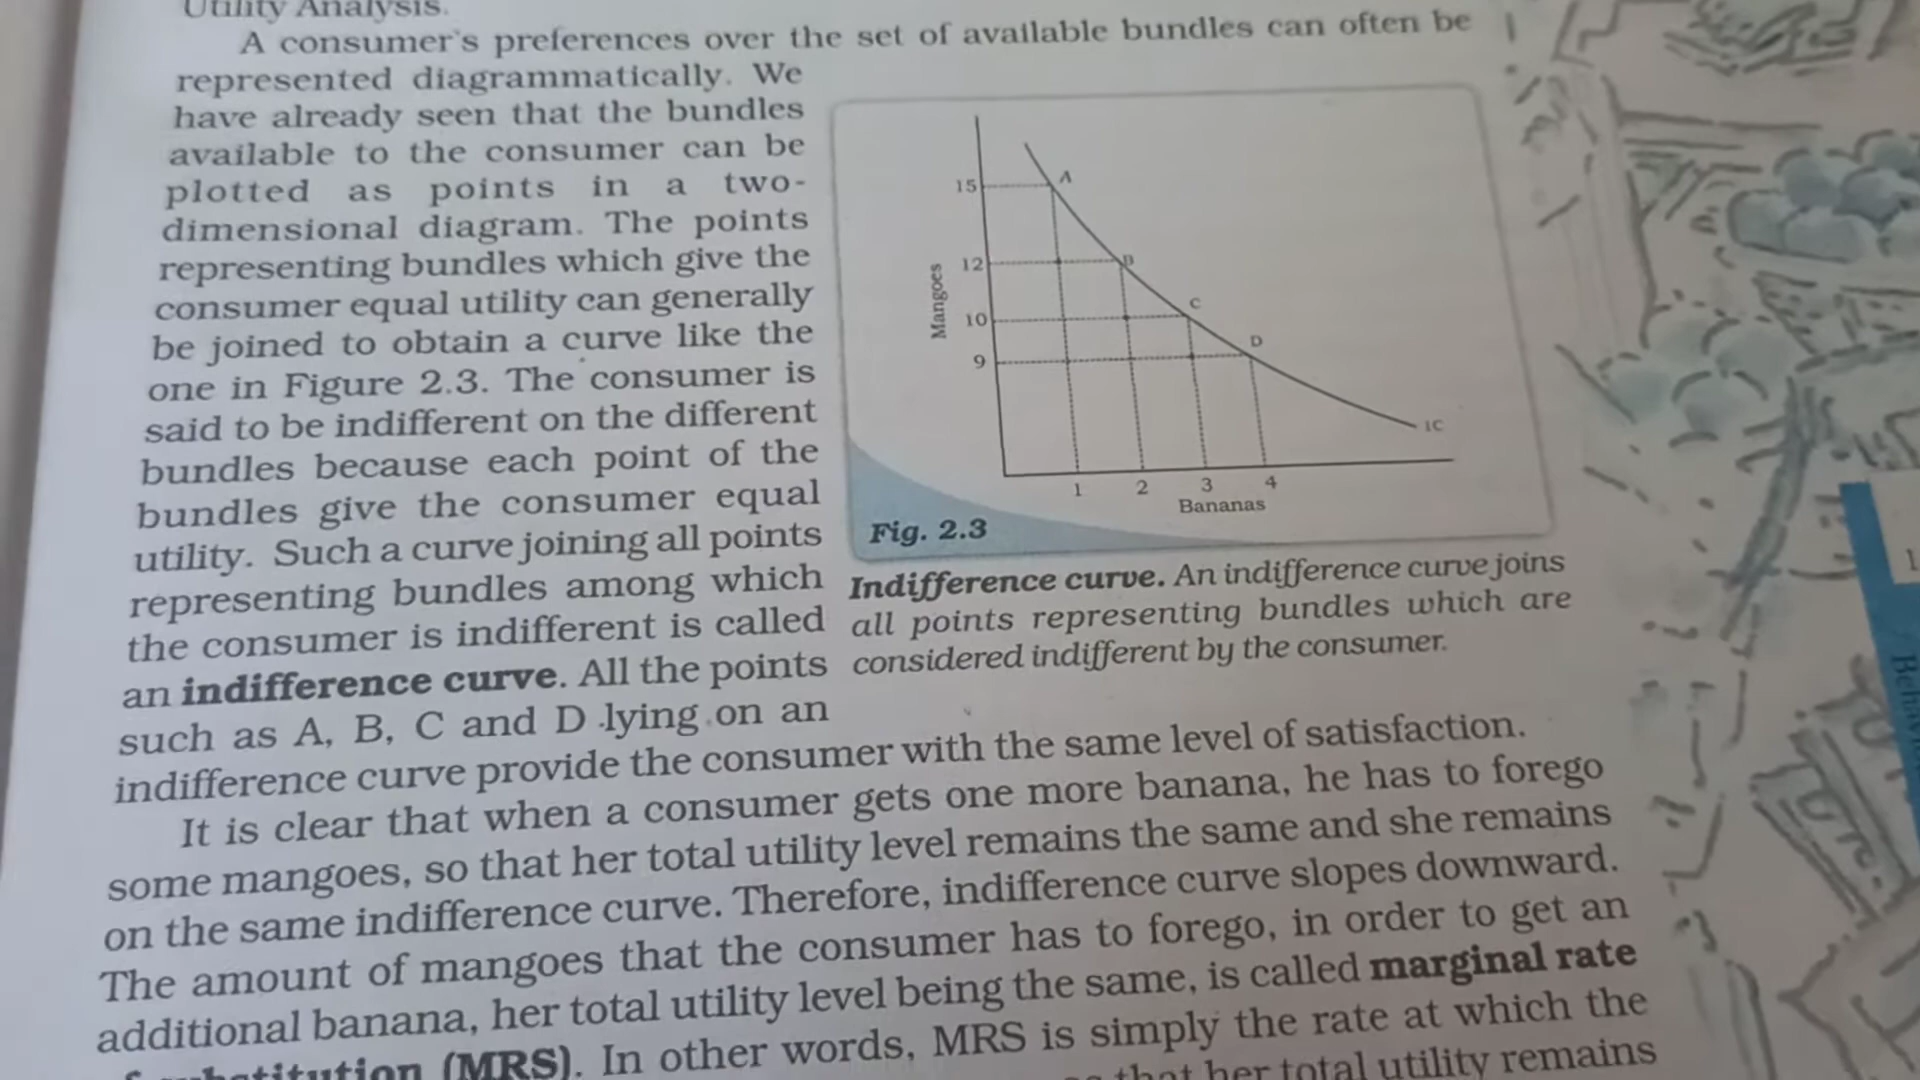 Utility Analysis.
A consumer's preferences over the set of available bundles can often be
represented diagrammatically. We
have already seen that the bundles
available to the consumer can be
plotted as points in a two-
dimensional diagram. The points
representing bundles which give the
consumer equal utility can generally
be joined to obtain a curve like the
one in Figure 2.3. The consumer is
said to be indifferent on the different
bundles because each point of the
bundles give the consumer equal
utility. Such a curve joining all points
representing bundles among which
the consumer is indifferent is called
an indifference curve. All the points
such as A, B, C and D lying on an
indifference curve provide the consumer with the same level of satisfaction.
It is clear that when a consumer gets one more banana, he has to forego
some mangoes, so that her total utility level remains the same and she remains
on the same indifference curve. Therefore, indifference curve slopes downward.
The amount of mangoes that the consumer has to forego, in order to get an
additional banana, her total utility level being the same, is called marginal rate
of substitution (MRS). In other words, MRS is simply the rate at which the
that her total utility remains
Mangoes
15
12
10
9
A
B
C
D
IC
1 2 3 4
Bananas
Fig. 2.3
Indifference curve. An indifference curve joins
all points representing bundles which are
considered indifferent by the consumer.